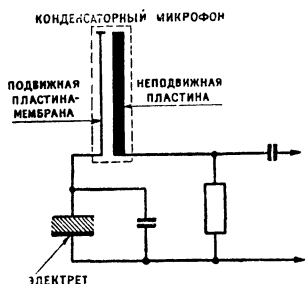 КОНДЕНСАТОРНЫЙ МИКРОФОН
ПОДВИЖНАЯ
ПЛАСТИНА-
МЕМБРАНА
НЕПОДВИЖНАЯ
ПЛАСТИНА
ЭЛЕКТРЕТ